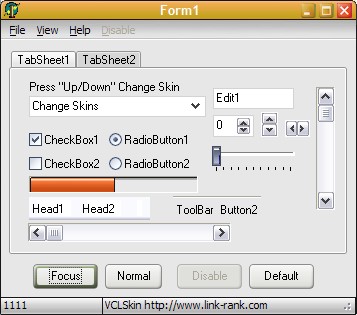 Form1
File View Help Disable
TabSheet1 TabSheet2
Press "Up/Down" Change Skin
Change Skins
Edit1
0
CheckBox1 RadioButton1
CheckBox2 RadioButton2
Head1 Head2
ToolBar Button2
Focus Normal Disable Default
1111 VCLSkin http://www.link-rank.com